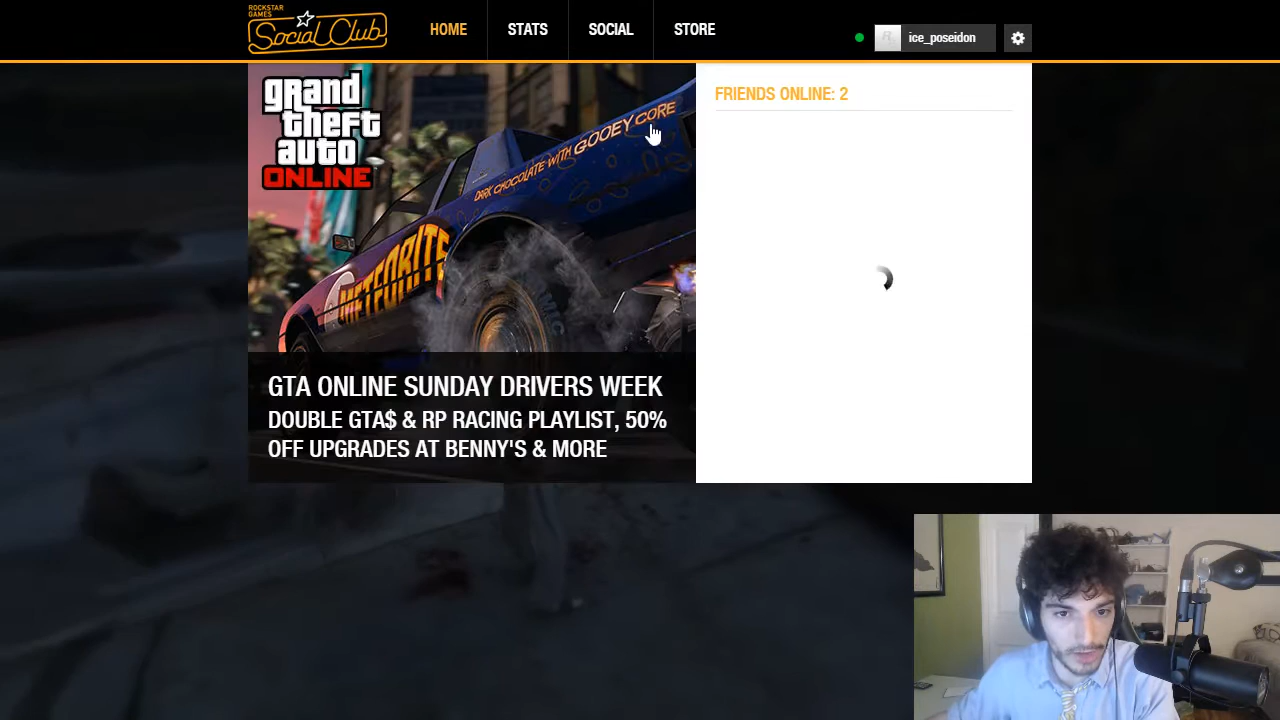 ROCKSTAR
GAMES
Social Club
HOME
STATS
SOCIAL
STORE
ice_poseidon
grand
theft
auto
ONLINE
DARK CHOCOLATE WITH GOOEY CORE
METEORITE
GTA ONLINE SUNDAY DRIVERS WEEK
DOUBLE GTA$ & RP RACING PLAYLIST, 50%
OFF UPGRADES AT BENNY'S & MORE
FRIENDS ONLINE: 2